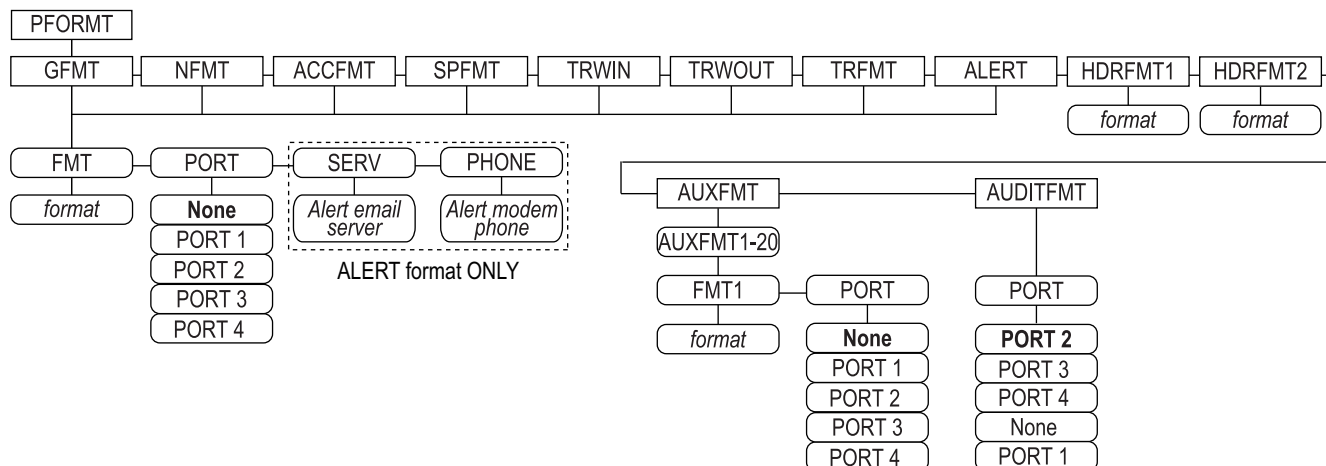 PFORMT
GFMT
NFMT
ACCFMT
SPFMT
TRWIN
TRWOUT
TRFMT
ALERT
HDRFMT1
HDRFMT2
format
format
FMT
PORT
SERV
PHONE
format
None
PORT 1
PORT 2
PORT 3
PORT 4
Alert email
server
Alert modem
phone
ALERT format ONLY
AUXFMT
AUDITFMT
AUXFMT1-20
FMT1
PORT
format
None
PORT 1
PORT 2
PORT 3
PORT 4
PORT
PORT 2
PORT 3
PORT 4
None
PORT 1